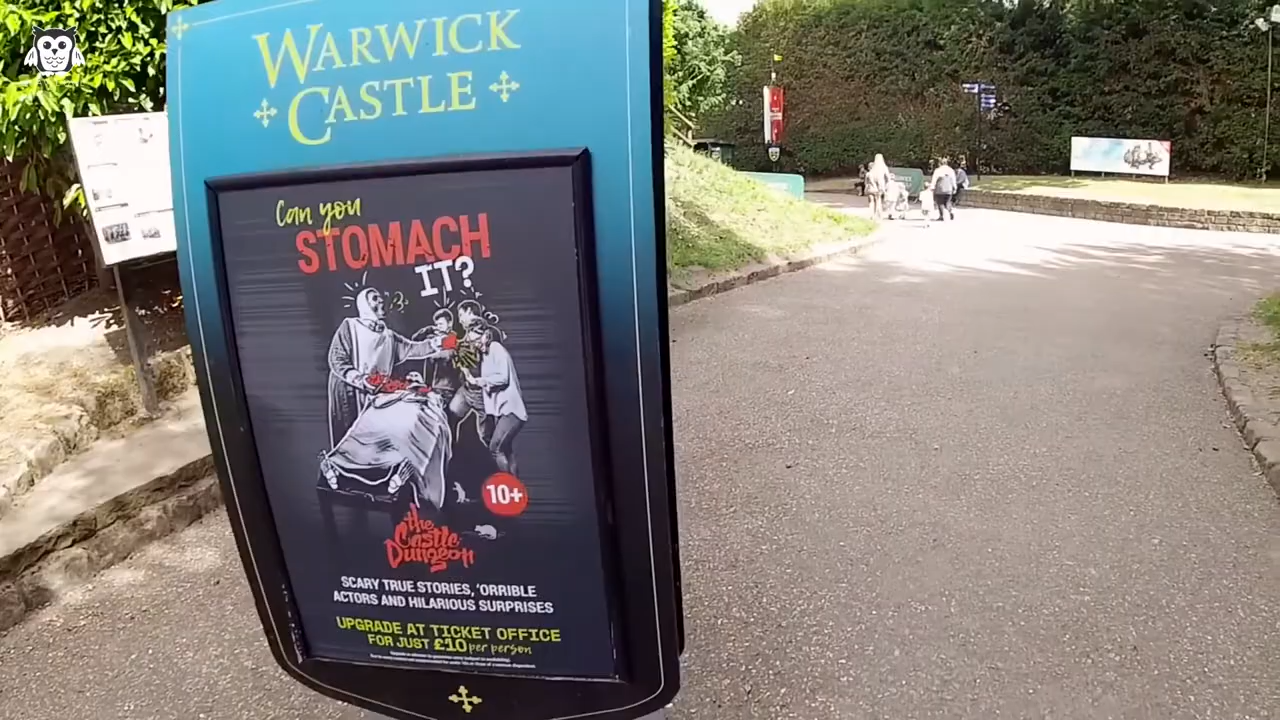 WARWICK
CASTLE
Can you
STOMACH
IT?
10+
the
Castle
Dungeon
SCARY TRUE STORIES, 'ORRIBLE
ACTORS AND HILARIOUS SURPRISES
UPGRADE AT TICKET OFFICE
FOR JUST £10 per person